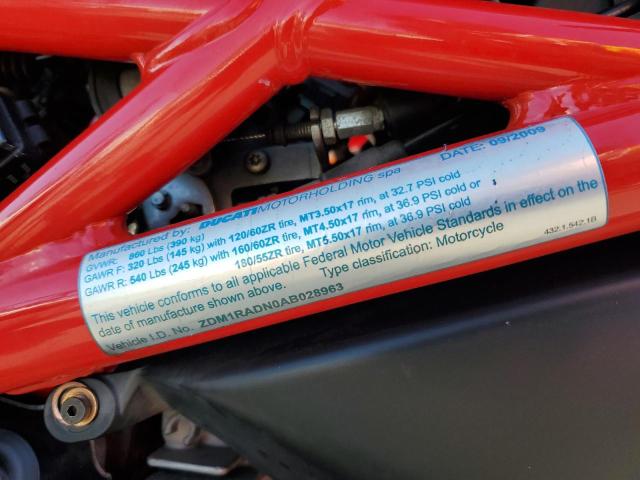 Manufactured by: DUCATIMOTORHOLDING spa DATE: 09/2009
GVWR: 860 Lbs (390 kg)
GAWR F: 320 Lbs (145 kg) with 120/60ZR tire, MT3.50x17 rim, at 32.7 PSI cold
GAWR R: 540 Lbs (245 kg) with 160/60ZR tire, MT4.50x17 rim, at 36.9 PSI cold or
180/55ZR tire, MT5.50x17 rim, at 36.9 PSI cold
This vehicle conforms to all applicable Federal Motor Vehicle Standards in effect on the
date of manufacture shown above. Type classification: Motorcycle
432.1.542.1B
Vehicle I.D. No. ZDM1RADN0AB028963